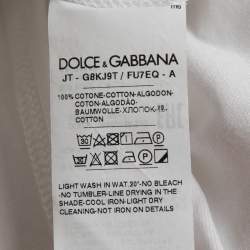 DOLCE & GABBANA
JT - G8KJ9T / FU7EQ - A
100% COTONE-COTTON-ALGODON-
COTON-ALGODÃO-
BAUMWOLLE-ХЛОПОК-棉-
COTTON
LIGHT WASH IN WAT.30°-NO BLEACH
-NO TUMBLER-LINE DRYING IN THE
SHADE-COOL IRON-LIGHT DRY
CLEANING-NOT IRON ON DETAILS